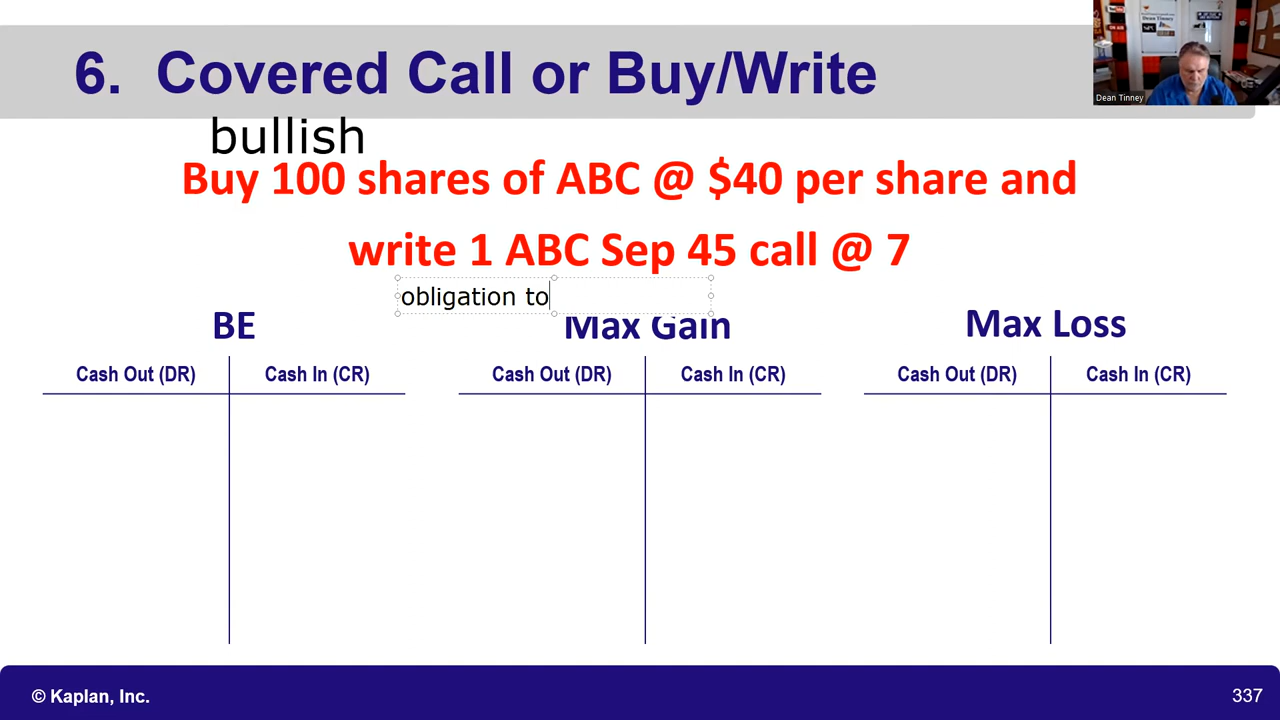 6. Covered Call or Buy/Write
Dean Tinney
bullish
Buy 100 shares of ABC @ $40 per share and
write 1 ABC Sep 45 call @ 7
obligation to
BE
Max Gain
Max Loss
Cash Out (DR) Cash In (CR)
Cash Out (DR) Cash In (CR)
Cash Out (DR) Cash In (CR)
© Kaplan, Inc.
337